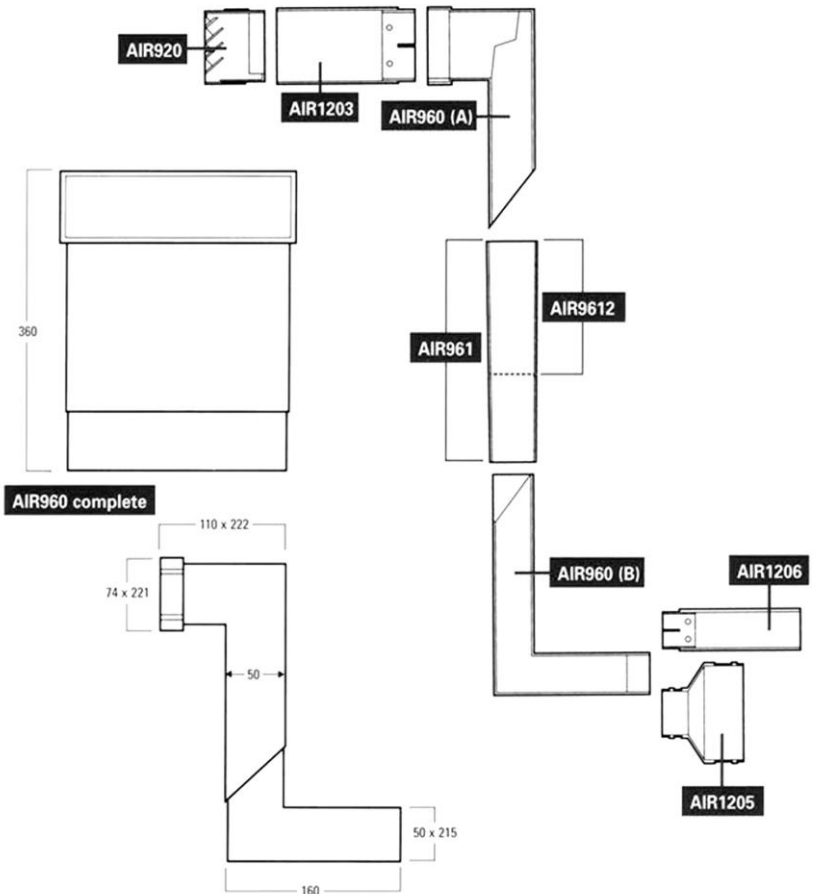 AIR920
AIR1203
AIR960 (A)
360
AIR9612
AIR961
AIR960 complete
110 x 222
74 x 221
AIR960 (B)
AIR1206
50
AIR1205
50 x 215
160